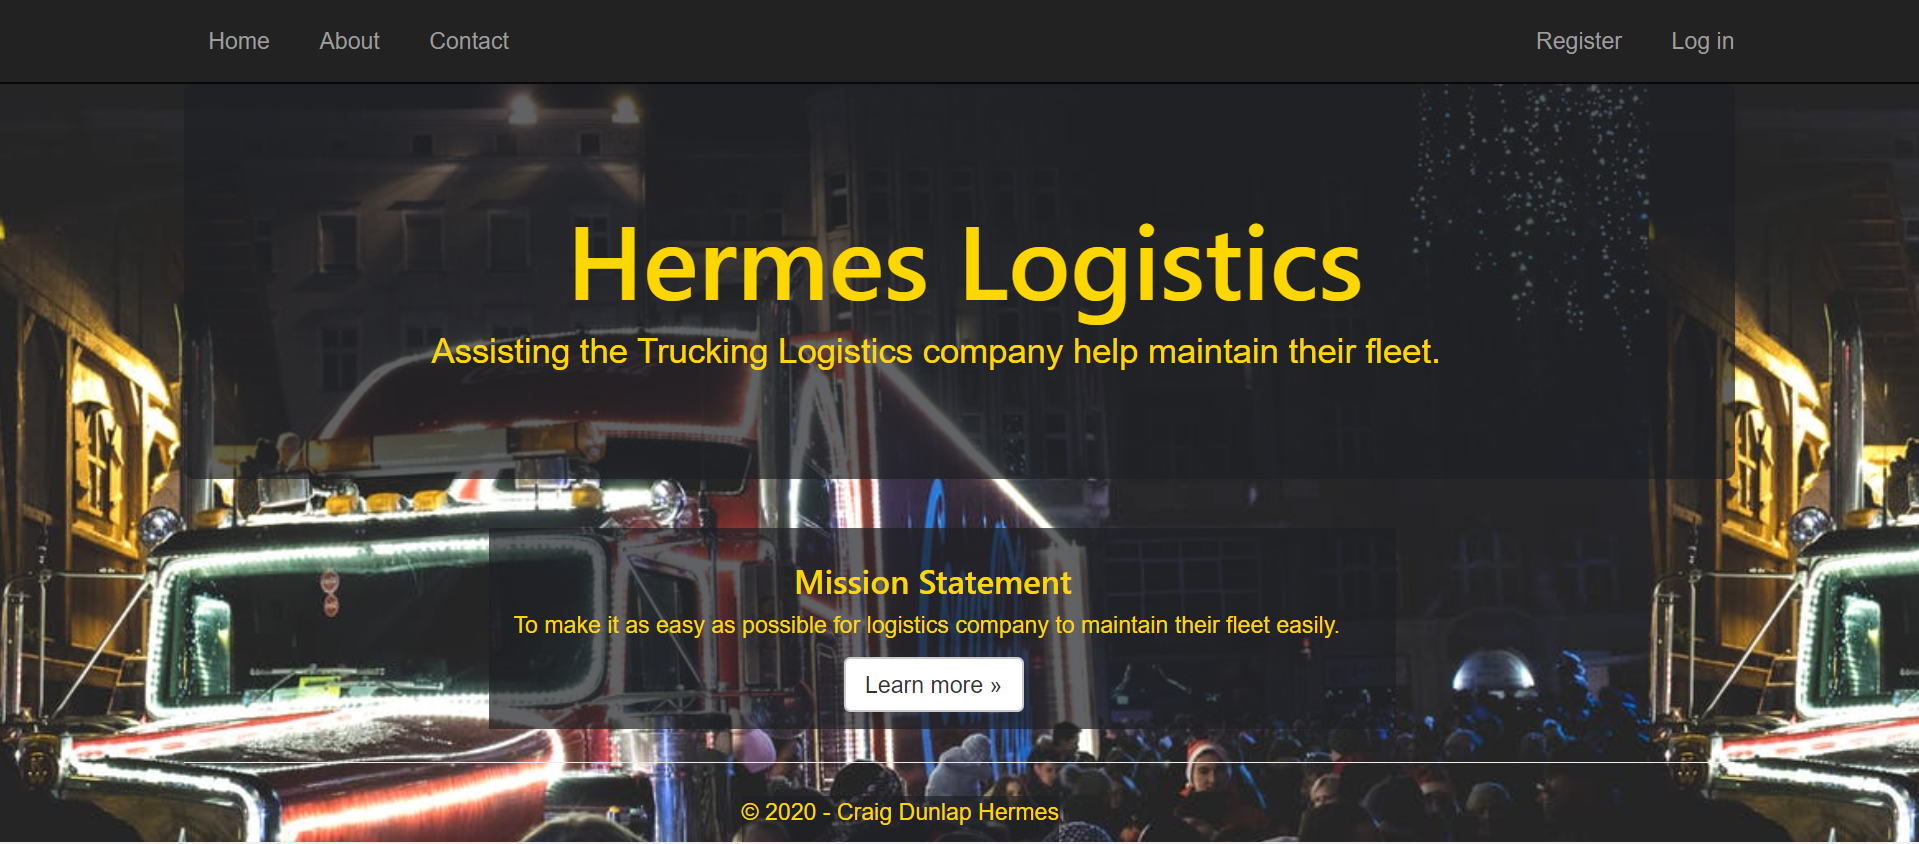 Home About Contact Register Log in
Hermes Logistics
Assisting the Trucking Logistics company help maintain their fleet.
Mission Statement
To make it as easy as possible for logistics company to maintain their fleet easily.
Learn more »
© 2020 - Craig Dunlap Hermes